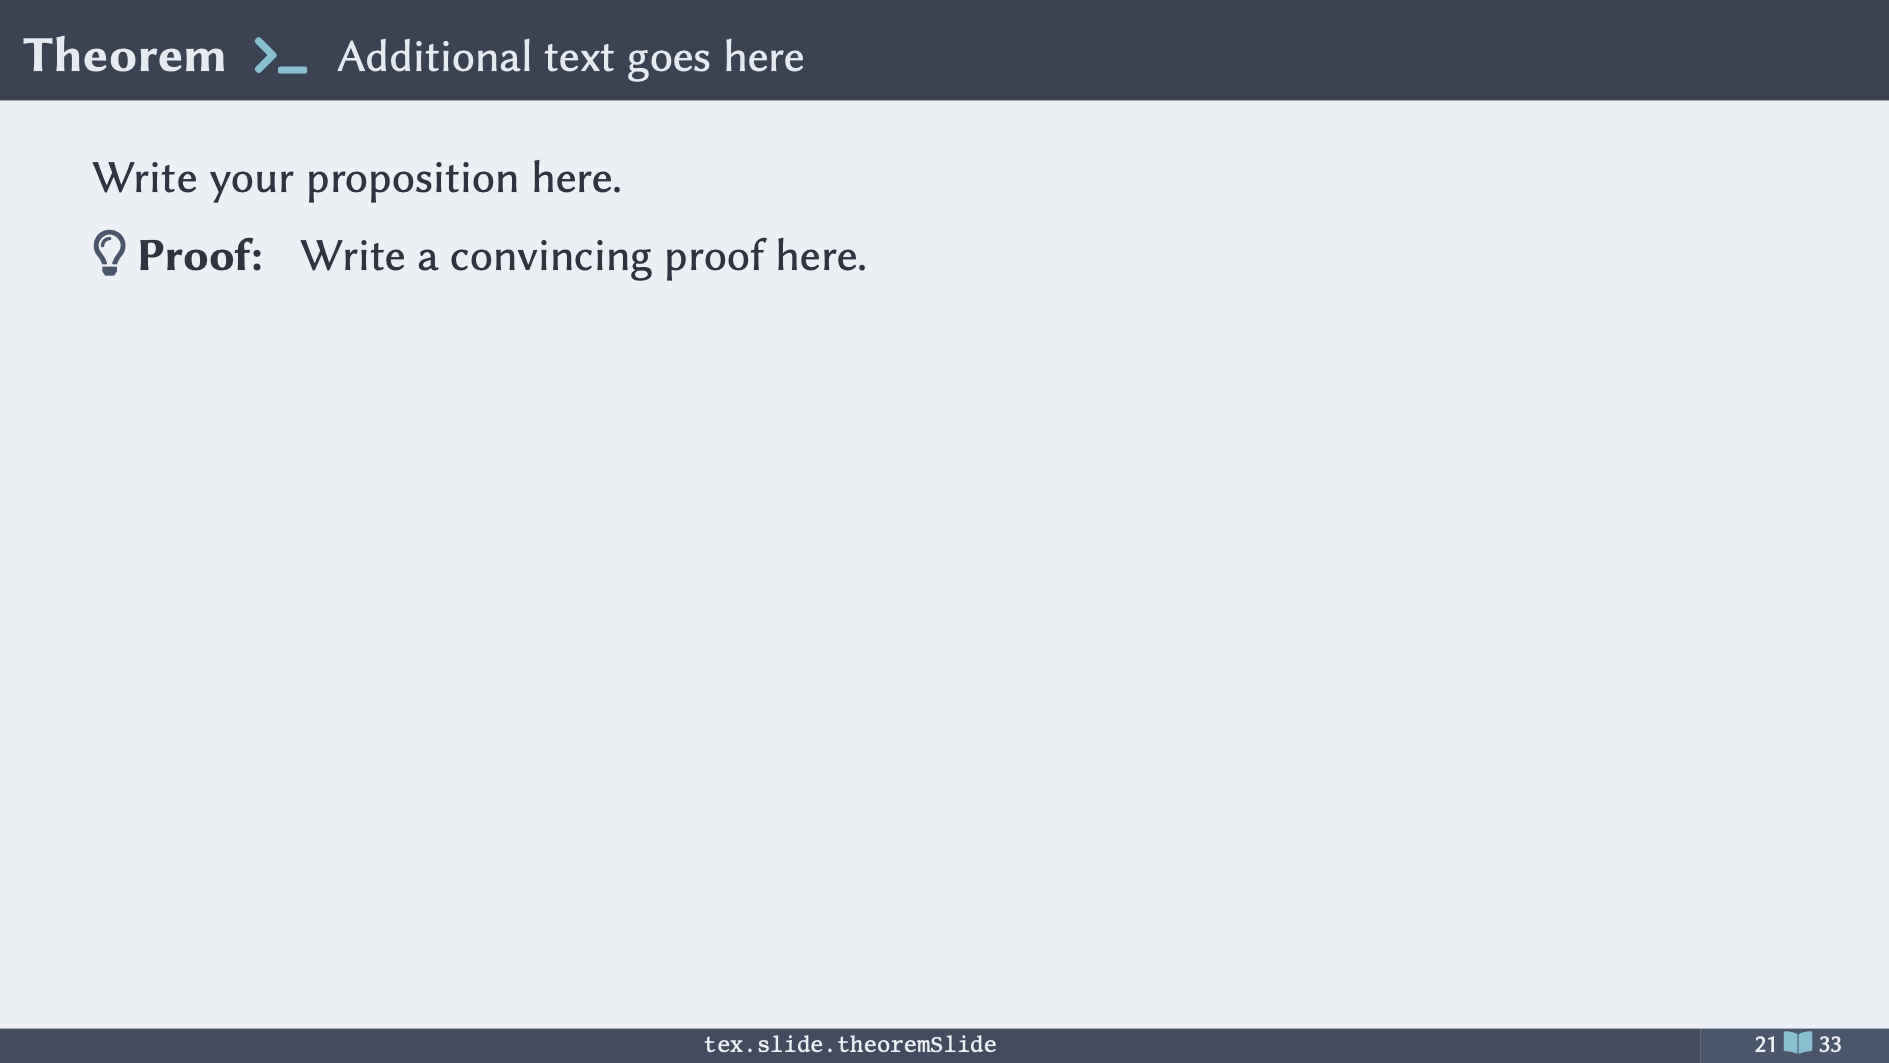 Theorem >_ Additional text goes here
Write your proposition here.
Proof: Write a convincing proof here.
tex.slide.theoremSlide
21 33